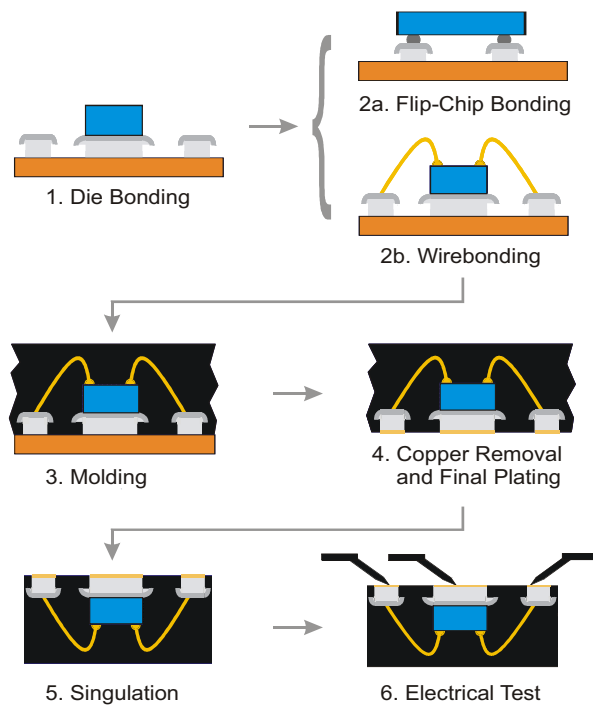 2a. Flip-Chip Bonding
1. Die Bonding
2b. Wirebonding
3. Molding
4. Copper Removal
and Final Plating
5. Singulation
6. Electrical Test